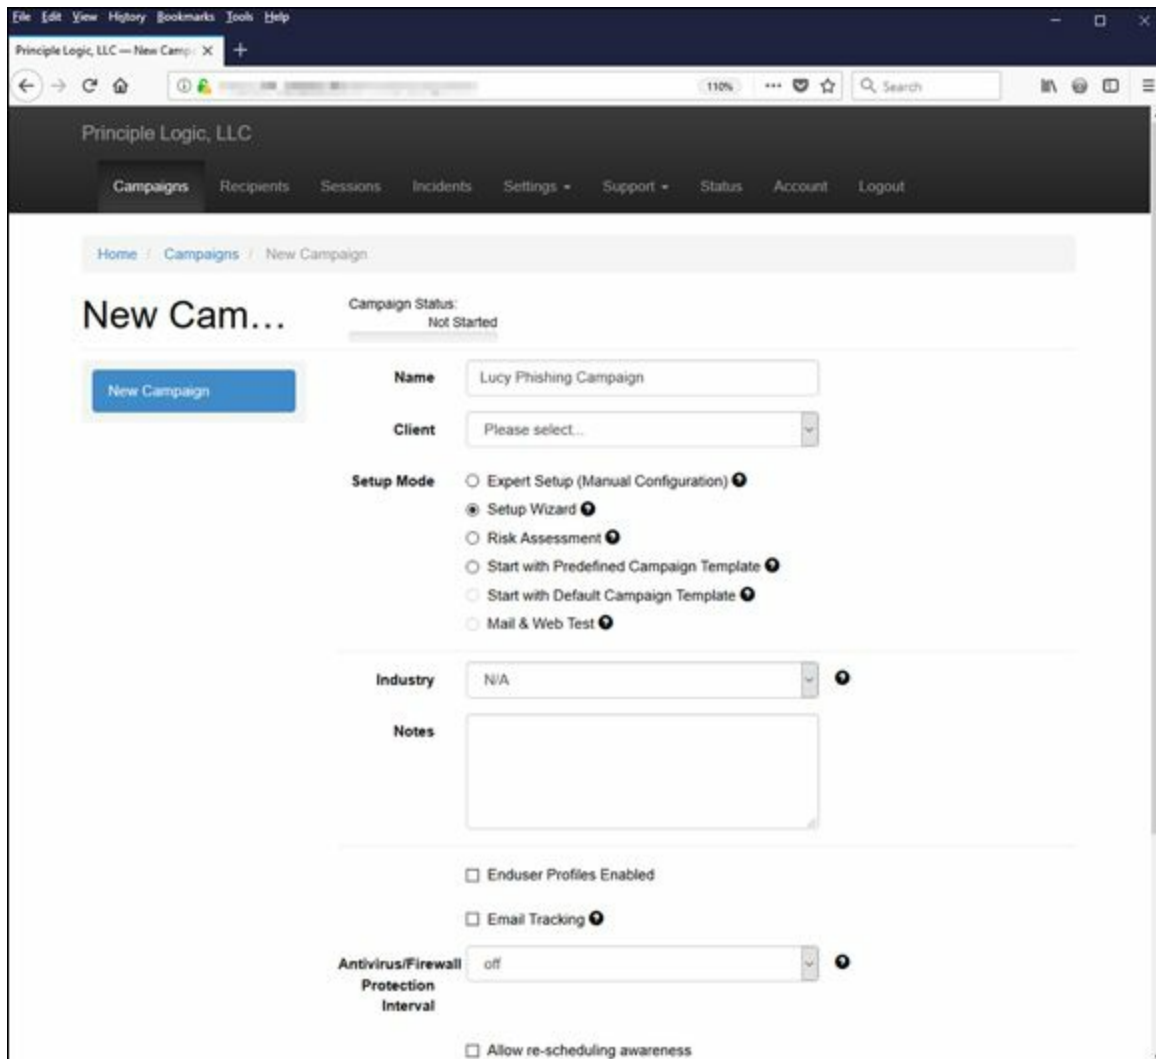 File Edit View History Bookmarks Tools Help
Principle Logic, LLC — New Camp
110% Search
Principle Logic, LLC
Campaigns Recipients Sessions Incidents Settings Support Status Account Logout
Home / Campaigns / New Campaign
New Cam...
Campaign Status:
Not Started
New Campaign
Name Lucy Phishing Campaign
Client Please select...
Setup Mode Expert Setup (Manual Configuration)
Setup Wizard
Risk Assessment
Start with Predefined Campaign Template
Start with Default Campaign Template
Mail & Web Test
Industry N/A
Notes
Enduser Profiles Enabled
Email Tracking
Antivirus/Firewall off
Protection
Interval
Allow re-scheduling awareness